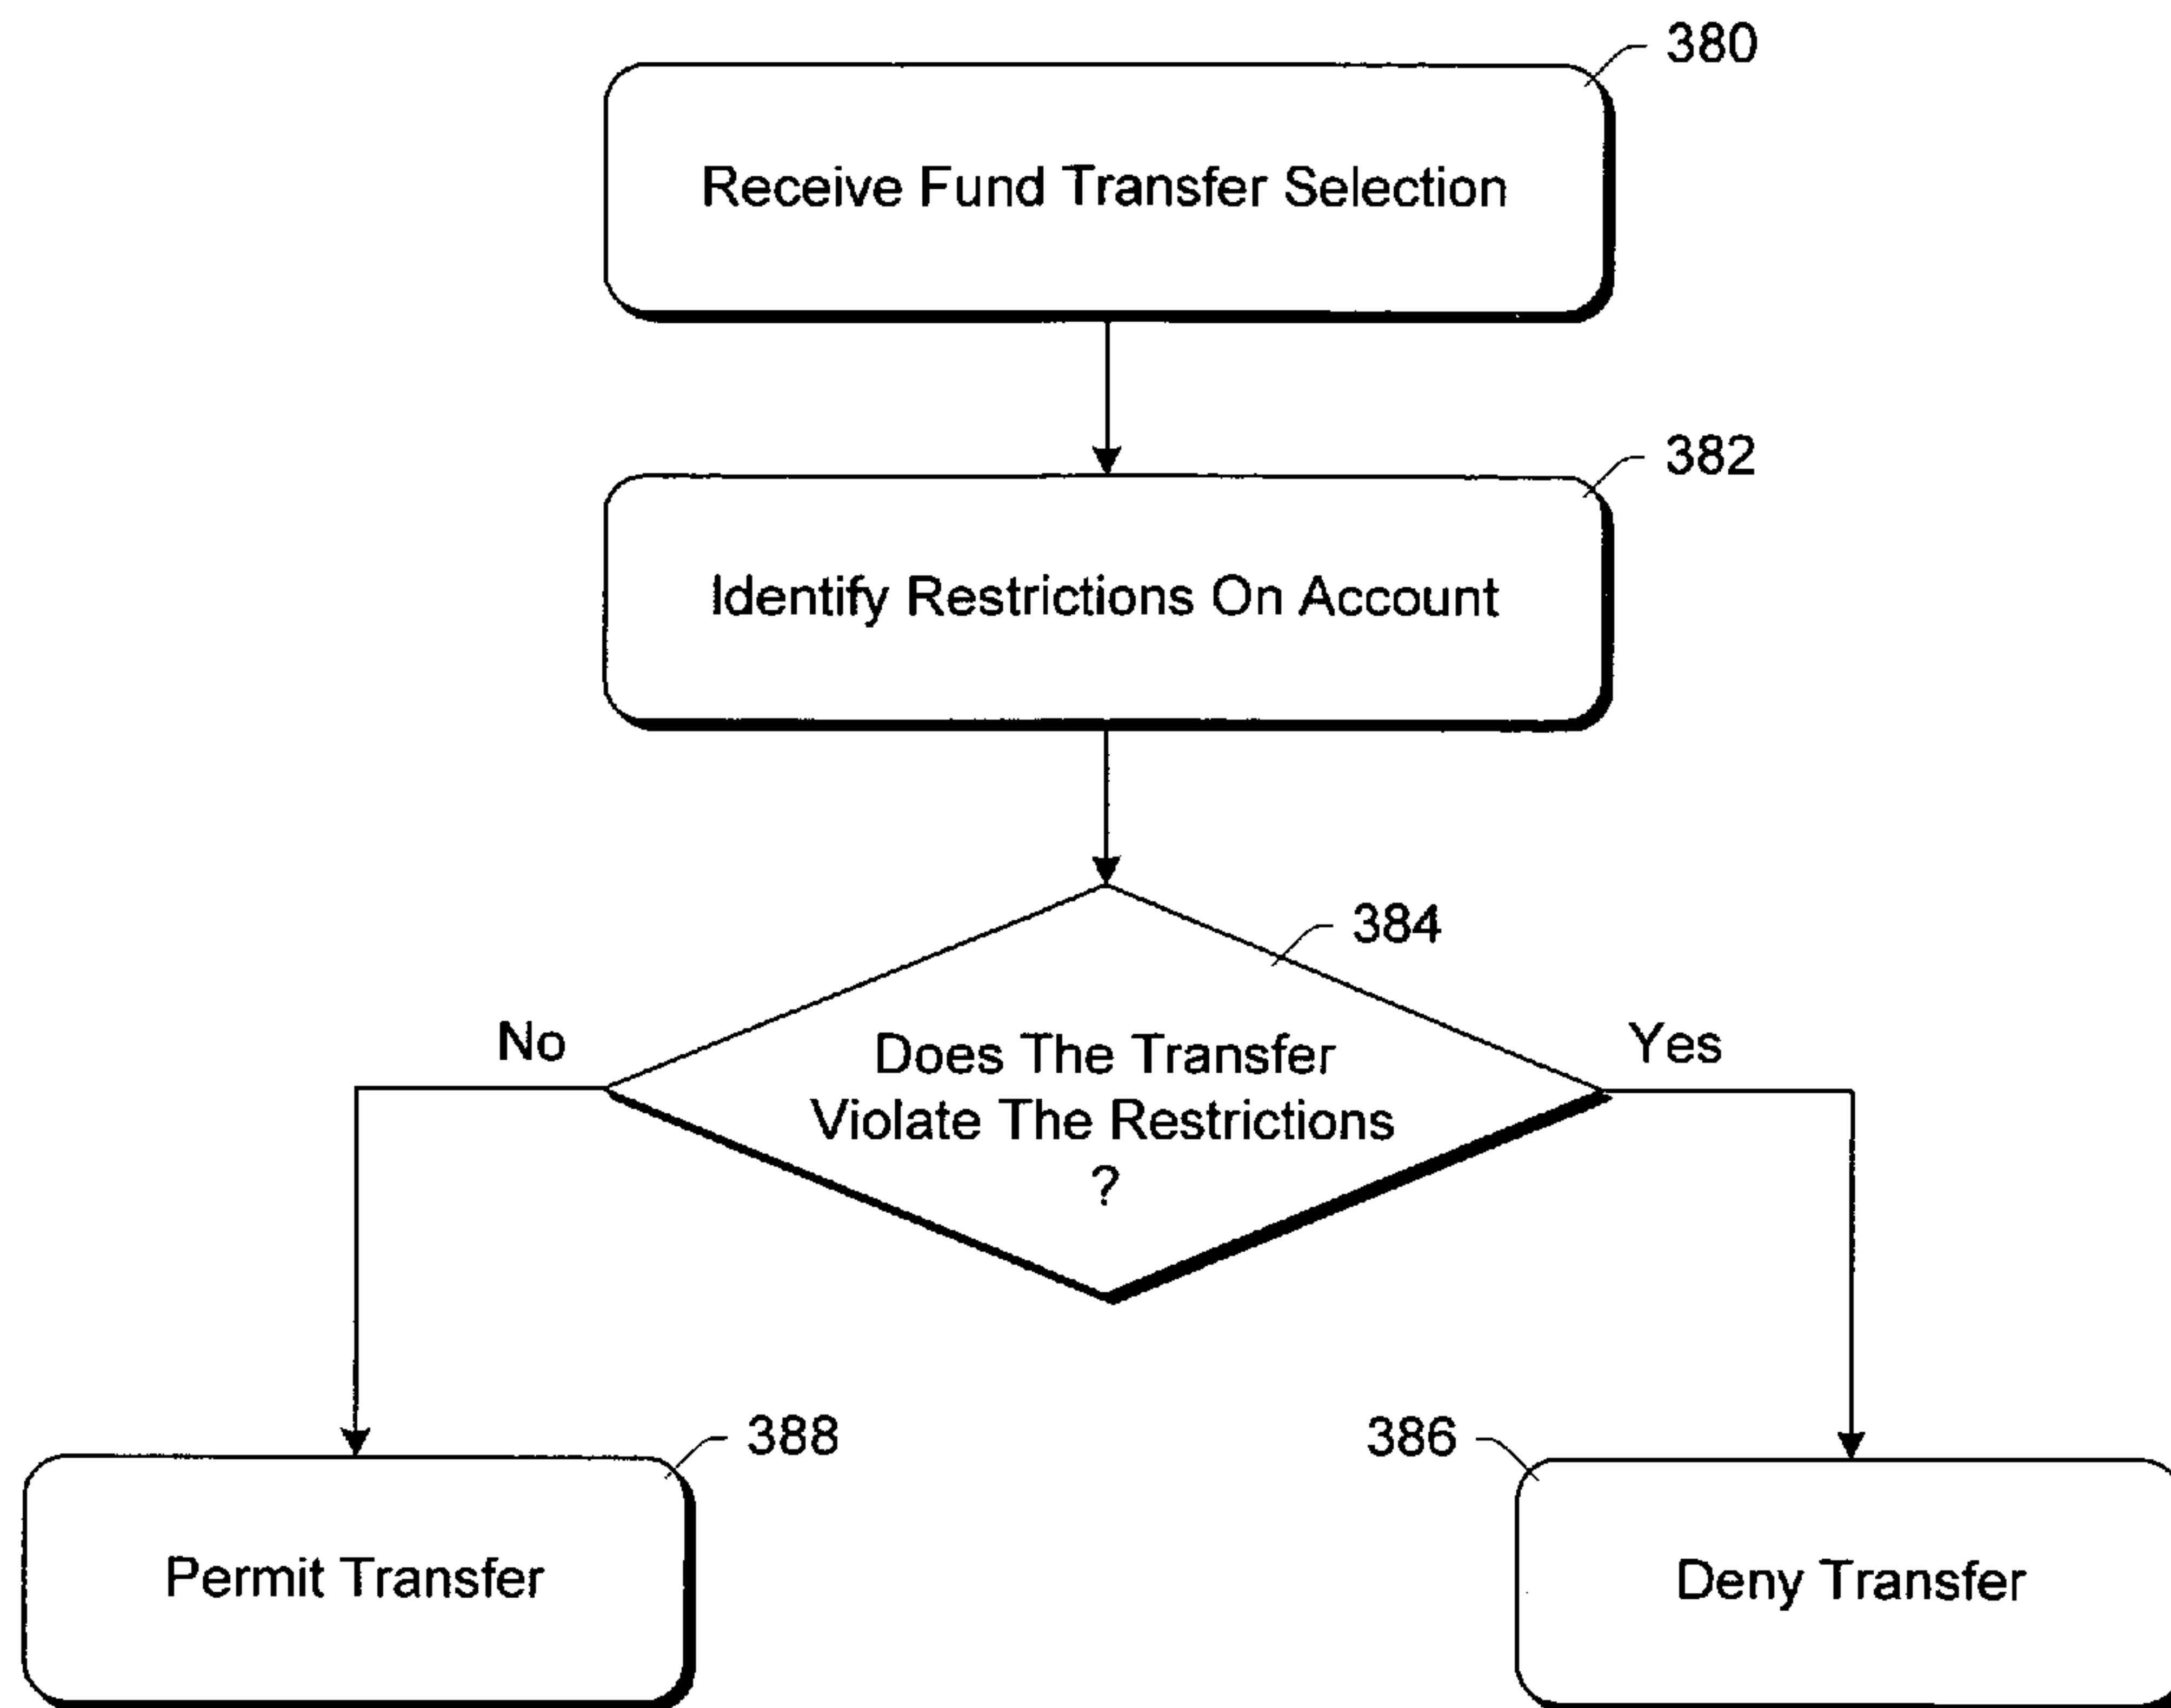 380
Receive Fund Transfer Selection
382
Identify Restrictions On Account
384
No
Yes
Does The Transfer
Violate The Restrictions
?
388
386
Permit Transfer
Deny Transfer